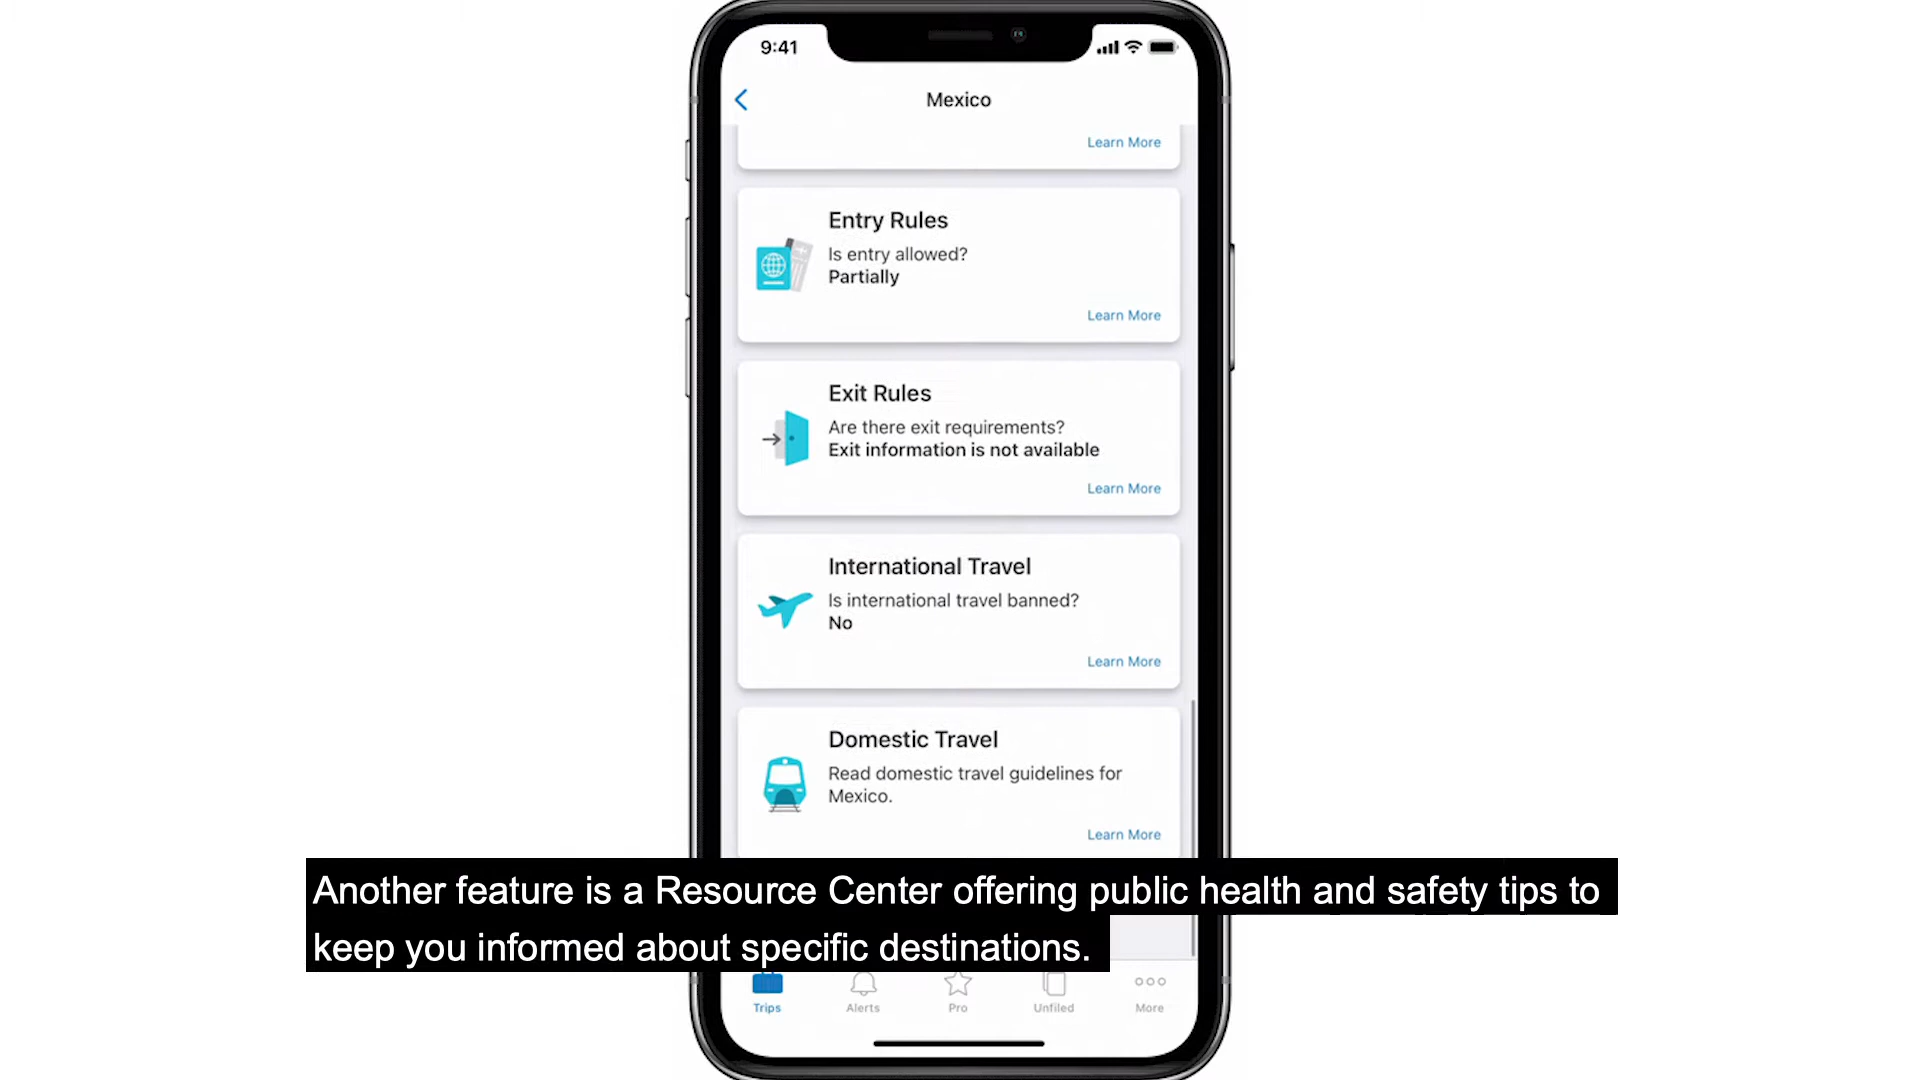 9:41
Mexico
Learn More
Entry Rules
Is entry allowed?
Partially
Learn More
Exit Rules
Are there exit requirements?
Exit information is not available
Learn More
International Travel
Is international travel banned?
No
Learn More
Domestic Travel
Read domestic travel guidelines for
Mexico.
Learn More
Another feature is a Resource Center offering public health and safety tips to
keep you informed about specific destinations.
Trips Alerts Pro Unfiled More